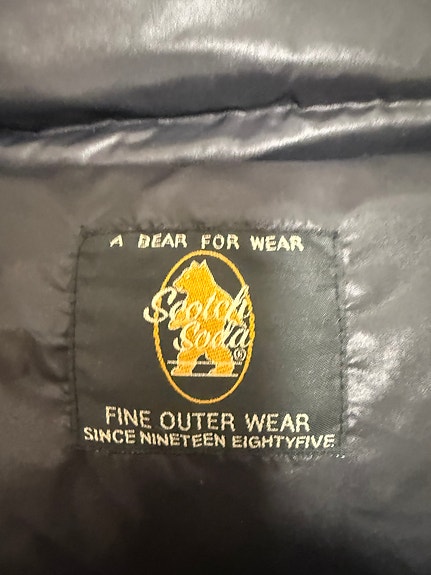 A BEAR FOR WEAR
Scotch
Soda®
FINE OUTER WEAR
SINCE NINETEEN EIGHTYFIVE